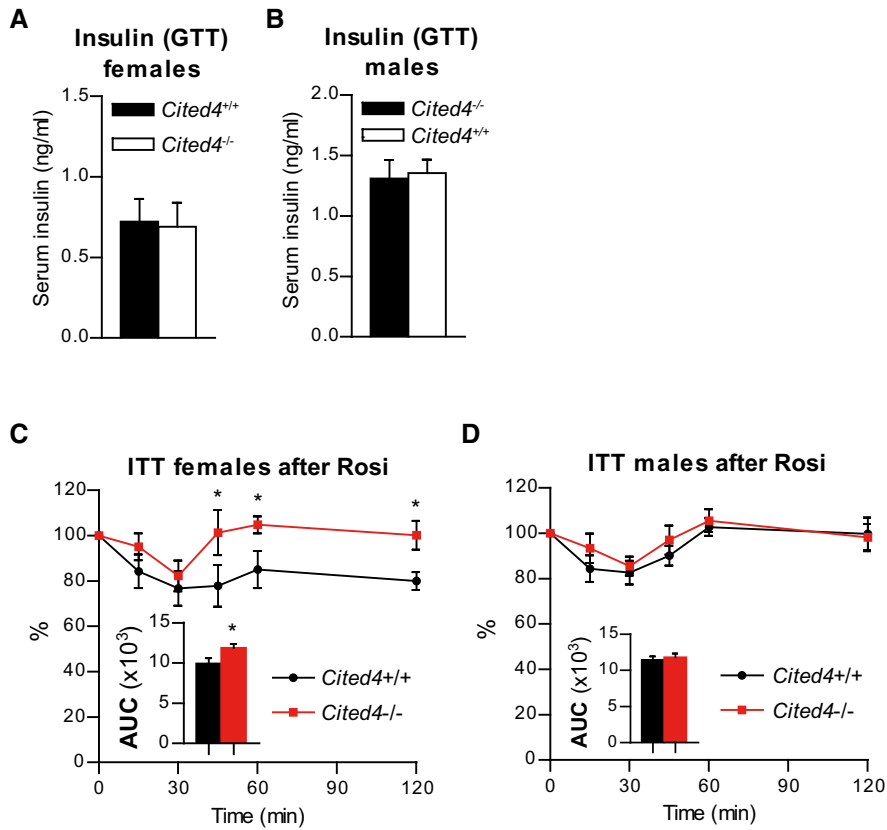 A
Insulin (GTT)
females
Serum insulin (ng/ml)
1.5
1.0
0.5
0.0
Cited4+/+
Cited4-/-
B
Insulin (GTT)
males
Serum insulin (ng/ml)
2.0
1.5
1.0
0.5
0.0
Cited4-/-
Cited4+/+
C
ITT females after Rosi
%
120
100
80
60
40
20
0
* * *
AUC (x10³)
15
10
5
0
*
Cited4+/+
Cited4-/-
0 30 60 90 120
Time (min)
D
ITT males after Rosi
%
120
100
80
60
40
20
0
AUC (x10³)
15
10
5
0
Cited4+/+
Cited4-/-
0 30 60 90 120
Time (min)